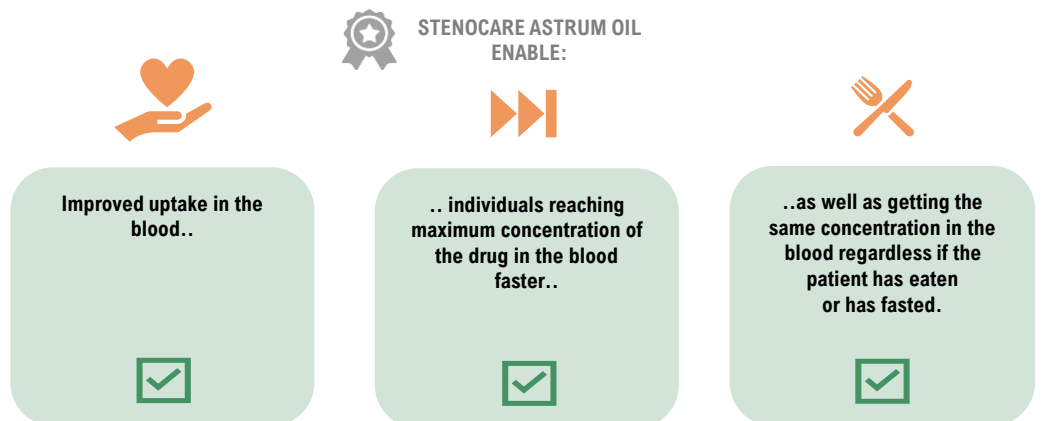 STENOCARE ASTRUM OIL
ENABLE:
Improved uptake in the
blood..
.. individuals reaching
maximum concentration of
the drug in the blood
faster..
..as well as getting the
same concentration in the
blood regardless if the
patient has eaten
or has fasted.